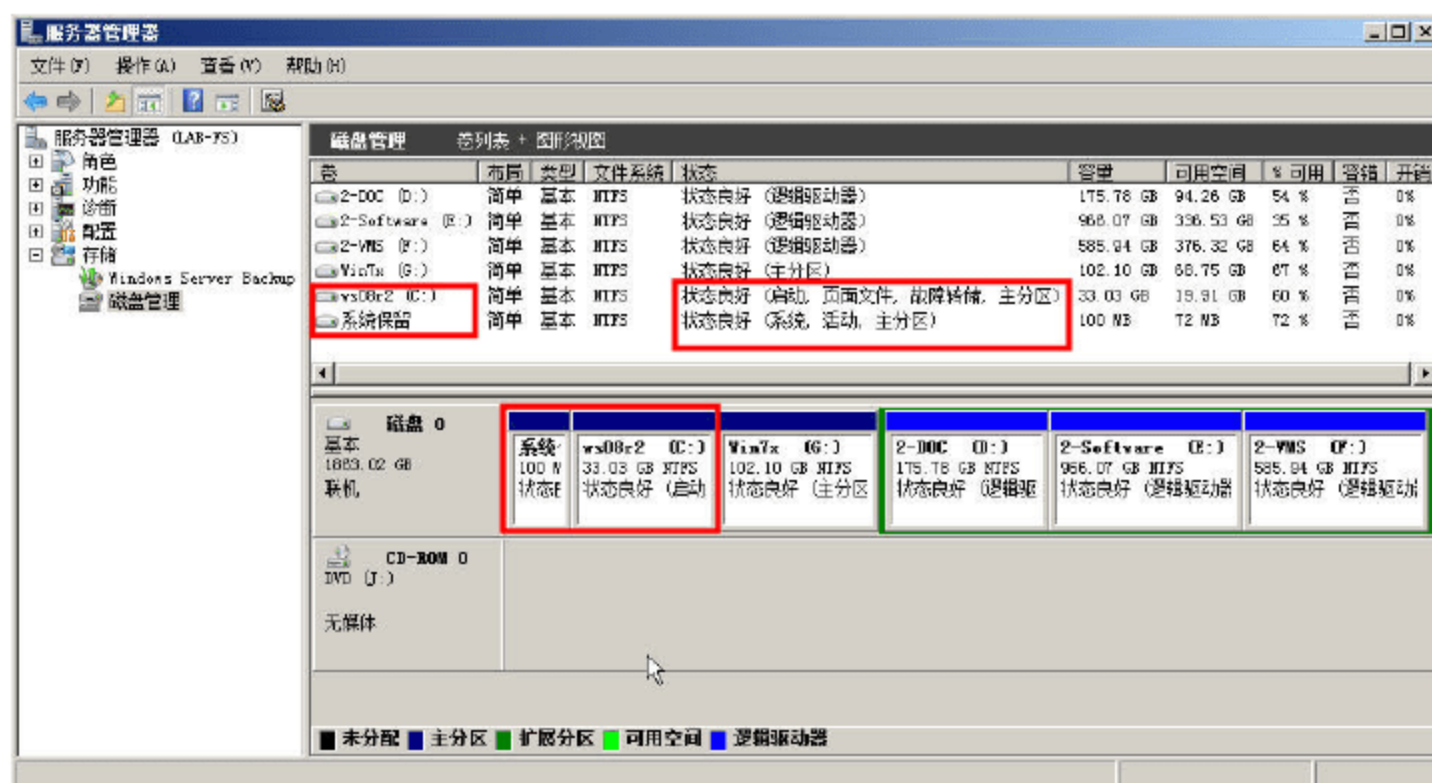 服务器管理器
文件(F) 操作(A) 查看(V) 帮助(H)
服务器管理器 (LAB-FS)
角色
功能
诊断
配置
存储
Windows Server Backup
磁盘管理
磁盘管理 卷列表 + 图形视图
卷 布局 类型 文件系统 状态 容量 可用空间 % 可用 容错 开销
2-DOC (D:) 简单 基本 NTFS 状态良好 (逻辑驱动器) 175.78 GB 94.26 GB 54 % 否 0%
2-Software (E:) 简单 基本 NTFS 状态良好 (逻辑驱动器) 966.07 GB 336.53 GB 35 % 否 0%
2-VMS (F:) 简单 基本 NTFS 状态良好 (逻辑驱动器) 585.94 GB 376.32 GB 64 % 否 0%
Win7x (G:) 简单 基本 NTFS 状态良好 (主分区) 102.10 GB 68.75 GB 67 % 否 0%
ws08r2 (C:) 简单 基本 NTFS 状态良好 (启动, 页面文件, 故障转储, 主分区) 33.03 GB 19.91 GB 60 % 否 0%
系统保留 简单 基本 NTFS 状态良好 (系统, 活动, 主分区) 100 MB 72 MB 72 % 否 0%
磁盘 0
基本
1863.02 GB
联机
系统
100 M
状态
ws08r2 (C:)
33.03 GB NTFS
状态良好 (启动
Win7x (G:)
102.10 GB NTFS
状态良好 (主分区
2-DOC (D:)
175.78 GB NTFS
状态良好 (逻辑驱
2-Software (E:)
966.07 GB NTFS
状态良好 (逻辑驱动器
2-VMS (F:)
585.94 GB NTFS
状态良好 (逻辑驱动
CD-ROM 0
DVD (J:)
无媒体
未分配 主分区 扩展分区 可用空间 逻辑驱动器